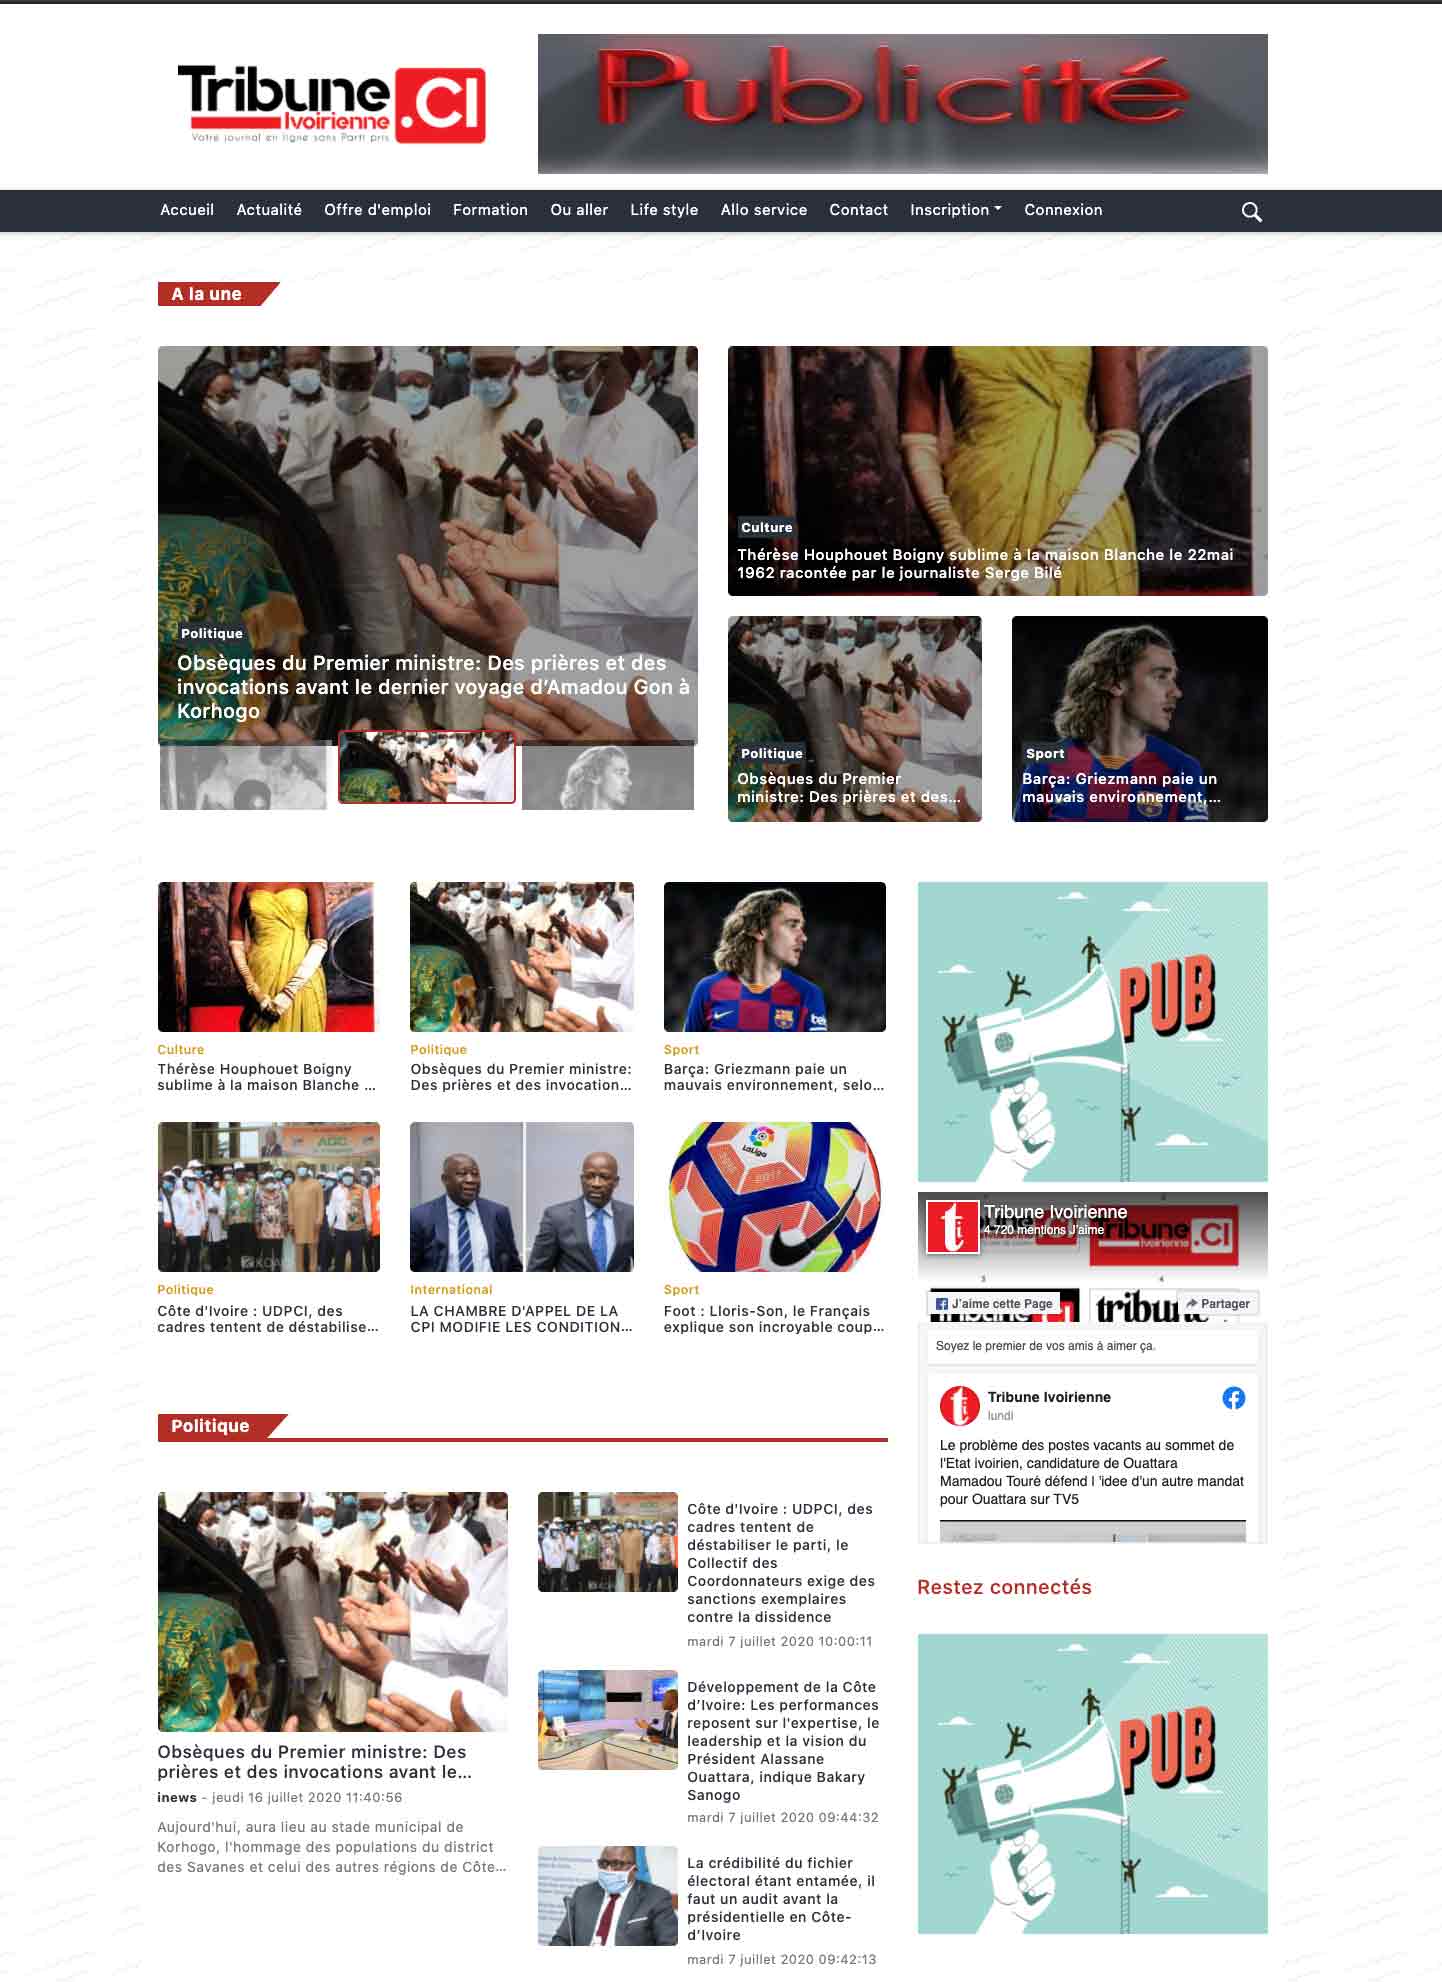 Tribune
Ivoirienne
.CI
Votre journal en ligne sans Parti pris
Publicité
Accueil Actualité Offre d'emploi Formation Ou aller Life style Allo service Contact Inscription Connexion
A la une
Politique
Obsèques du Premier ministre: Des prières et des
invocations avant le dernier voyage d'Amadou Gon à
Korhogo
Culture
Thérèse Houphouet Boigny sublime à la maison Blanche le 22mai
1962 racontée par le journaliste Serge Bilé
Politique
Obsèques du Premier
ministre: Des prières et des...
Sport
Barça: Griezmann paie un
mauvais environnement,...
Culture
Thérèse Houphouet Boigny
sublime à la maison Blanche ...
Politique
Obsèques du Premier ministre:
Des prières et des invocation...
Sport
Barça: Griezmann paie un
mauvais environnement, selo...
AGC
KOACI
Politique
Côte d'Ivoire : UDPCI, des
cadres tentent de déstabilise...
International
LA CHAMBRE D'APPEL DE LA
CPI MODIFIE LES CONDITION...
LaLiga
2016 2017
Sport
Foot : Lloris-Son, le Français
explique son incroyable coup...
PUB
Tribune Ivoirienne
4 720 mentions J'aime
Tribune
Ivoirienne
.CI
3
4
J'aime cette Page
Partager
Soyez le premier de vos amis à aimer ça.
Tribune Ivoirienne
lundi
Le problème des postes vacants au sommet de
l'Etat ivoirien, candidature de Ouattara
Mamadou Touré défend l 'idee d'un autre mandat
pour Ouattara sur TV5
Restez connectés
PUB
Politique
Obsèques du Premier ministre: Des
prières et des invocations avant le...
inews - jeudi 16 juillet 2020 11:40:56
Aujourd'hui, aura lieu au stade municipal de
Korhogo, l'hommage des populations du district
des Savanes et celui des autres régions de Côte...
Côte d'Ivoire : UDPCI, des
cadres tentent de
déstabiliser le parti, le
Collectif des
Coordonnateurs exige des
sanctions exemplaires
contre la dissidence
mardi 7 juillet 2020 10:00:11
Développement de la Côte
d'Ivoire: Les performances
reposent sur l'expertise, le
leadership et la vision du
Président Alassane
Ouattara, indique Bakary
Sanogo
mardi 7 juillet 2020 09:44:32
La crédibilité du fichier
électoral étant entamée, il
faut un audit avant la
présidentielle en Côte-
d'Ivoire
mardi 7 juillet 2020 09:42:13